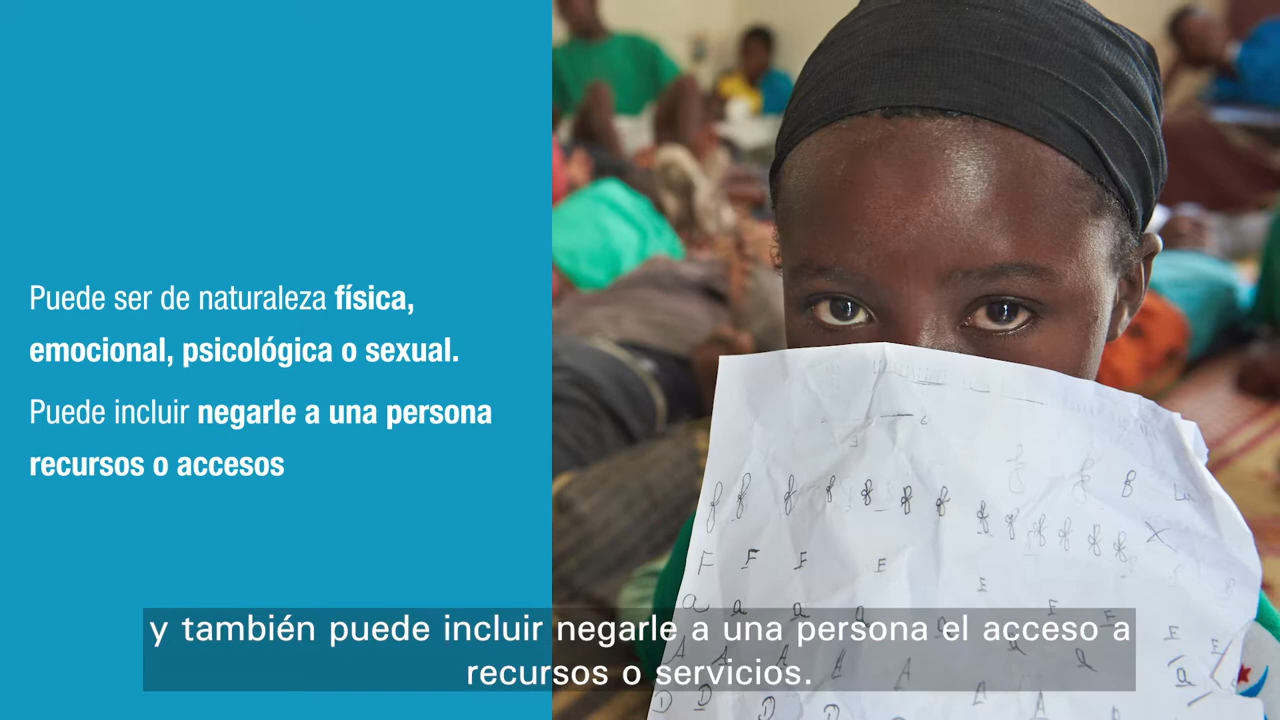 Puede ser de naturaleza física,
emocional, psicológica o sexual.
Puede incluir negarle a una persona
recursos o accesos
f f f f f f f f f f f f f B
F F F E E E E E E
a a a a a a a a
A A A A A A A
D D D D
y también puede incluir negarle a una persona el acceso a
recursos o servicios.